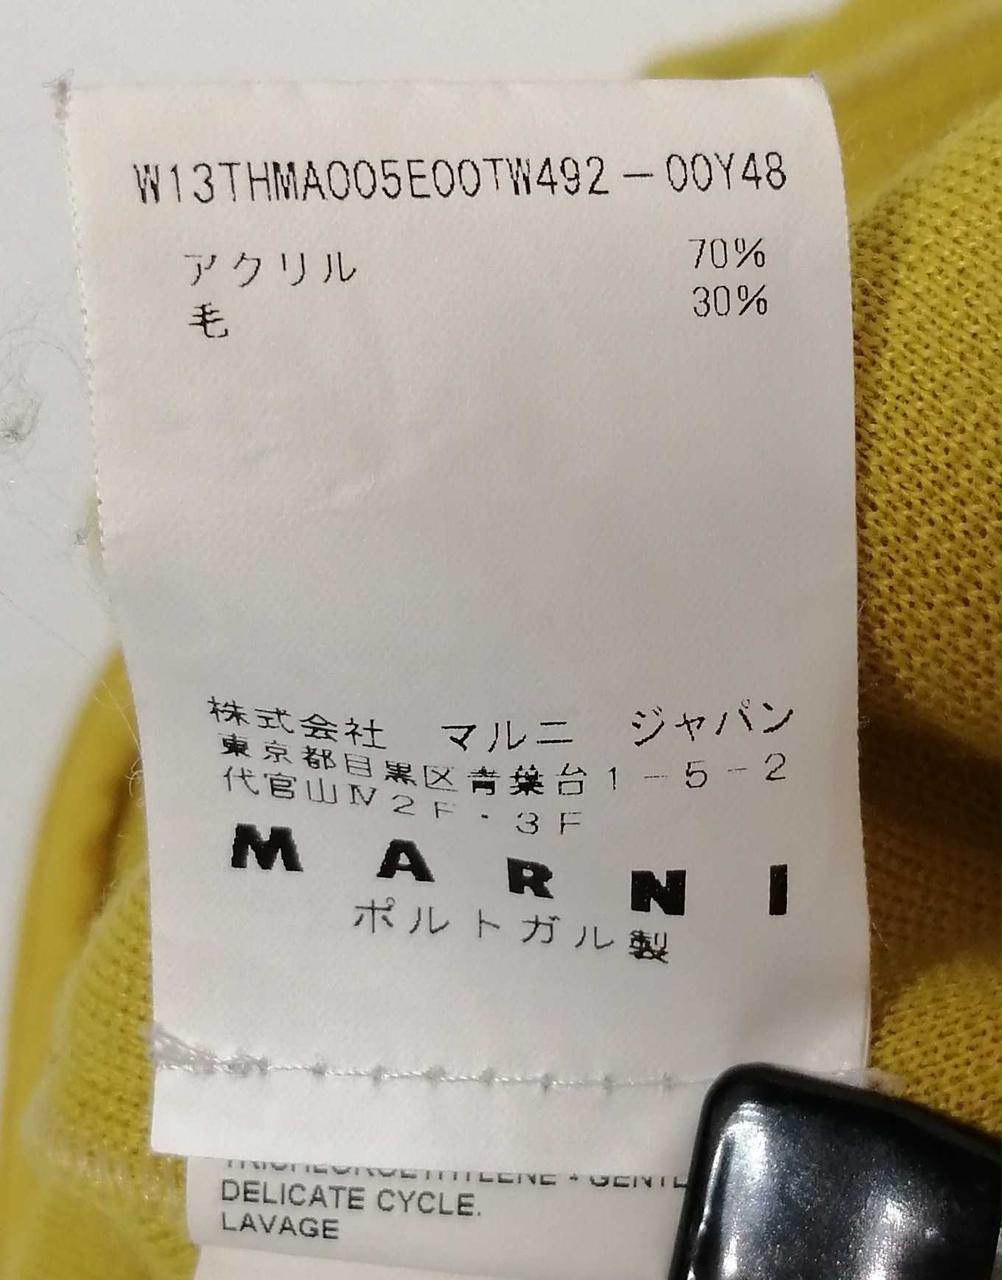 W13THMA005E00TW492-00Y48
アクリル 70%
毛 30%
株式会社 マルニ ジャパン
東京都目黒区青葉台1-5-2
代官山Ⅳ2F・3F
MARNI
ポルトガル製
TRICHLOROETHYLENE
DELICATE CYCLE.
LAVAGE